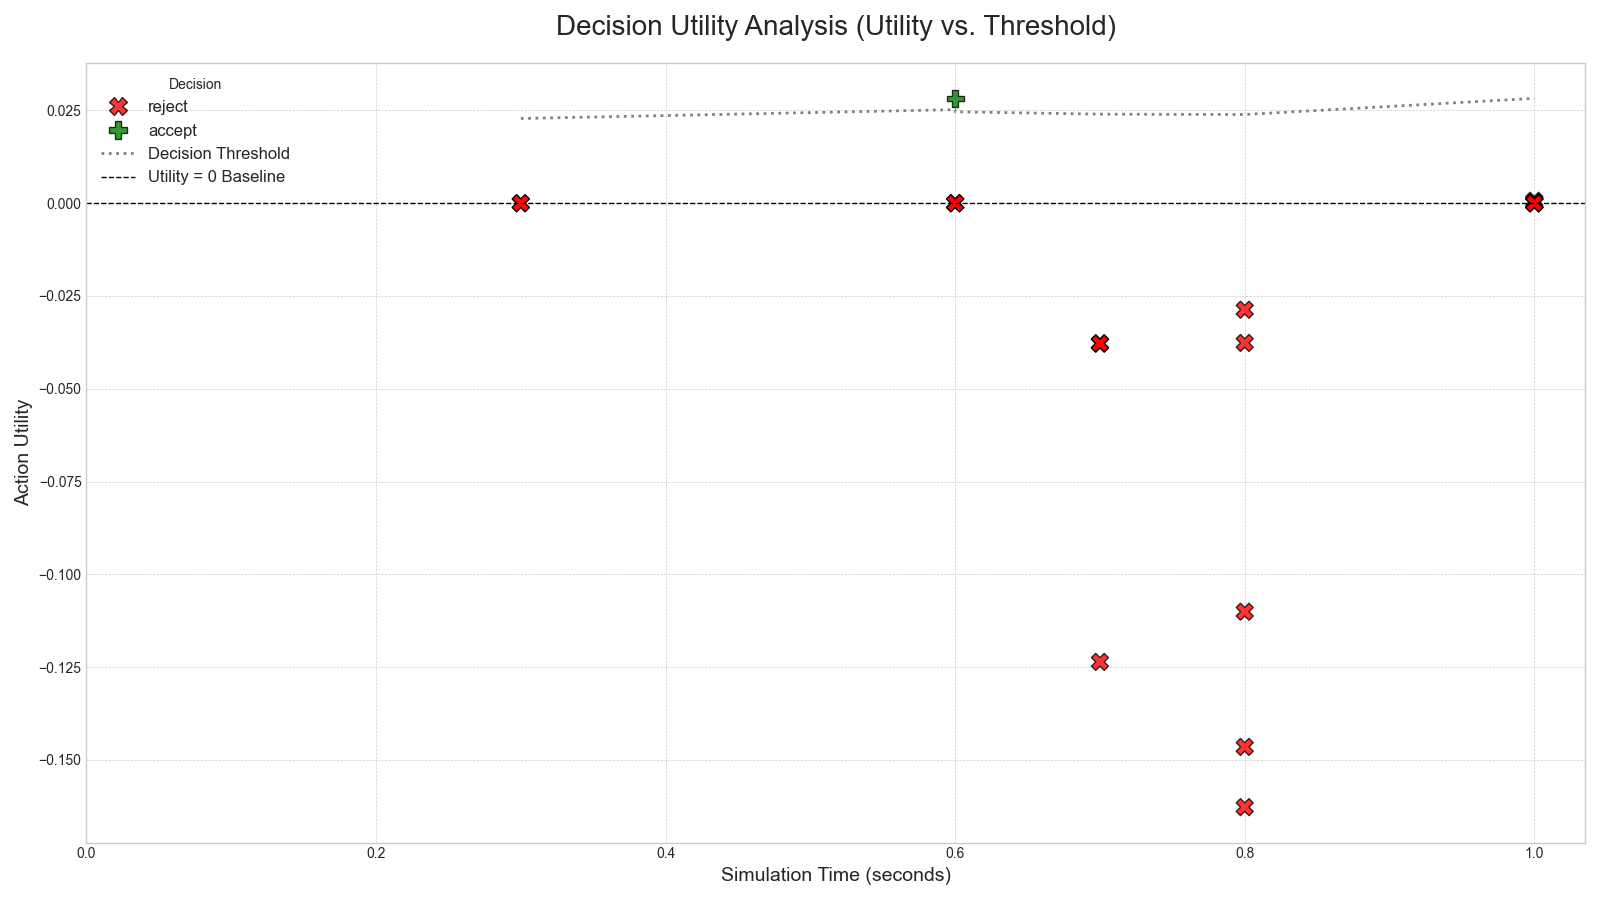 Decision Utility Analysis (Utility vs. Threshold)
Decision
reject
accept
Decision Threshold
Utility = 0 Baseline
Action Utility
0.025
0.000
−0.025
−0.050
−0.075
−0.100
−0.125
−0.150
0.0 0.2 0.4 0.6 0.8 1.0
Simulation Time (seconds)